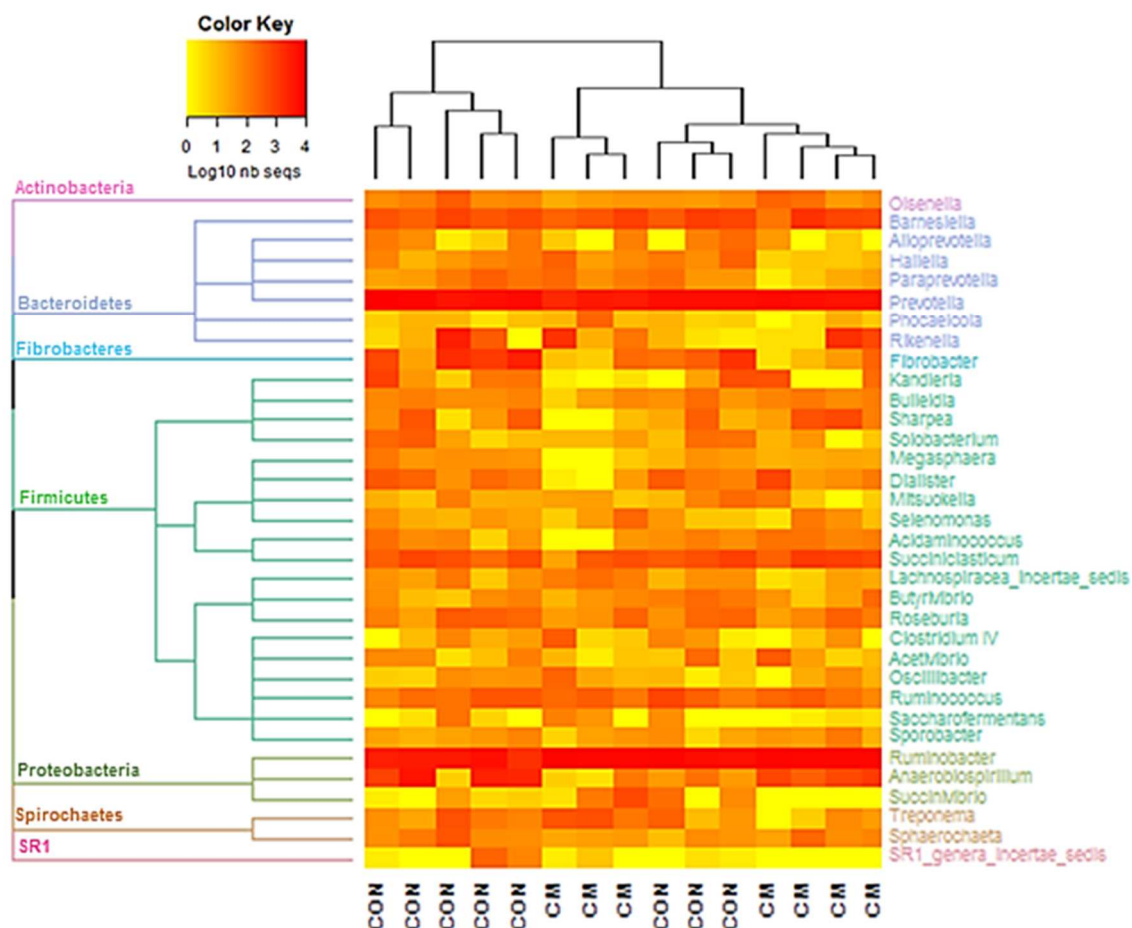 Color Key
0 1 2 3 4
Log10 nb seqs
Actinobacteria
Bacteroidetes
Fibrobacteres
Firmicutes
Proteobacteria
Spirochaetes
SR1
Olsenella
Barnesiella
Alloprevotella
Hallella
Paraprevotella
Prevotella
Phocaeicola
Rikenella
Fibrobacter
Kandleria
Bulleidia
Sharpea
Solobacterium
Megasphaera
Dialister
Mitsuokella
Selenomonas
Acidaminococcus
Succiniclasticum
Lachnospiracea_incertae_sedis
Butyrivibrio
Roseburia
Clostridium IV
Acetivibrio
Oscillibacter
Ruminococcus
Saccharofermentans
Sporobacter
Ruminobacter
Anaerobiospirillum
Succinivibrio
Treponema
Sphaerochaeta
SR1_genera_incertae_sedis
CON CON CON CON CON CM CM CM CON CON CON CM CM CM CM